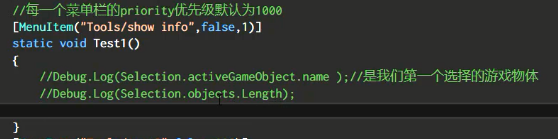 //每一个菜单栏的priority优先级默认为1000
[MenuItem("Tools/show info",false,1)]
static void Test1()
{
//Debug.Log(Selection.activeGameObject.name );//是我们第一个选择的游戏物体
//Debug.Log(Selection.objects.Length);
}